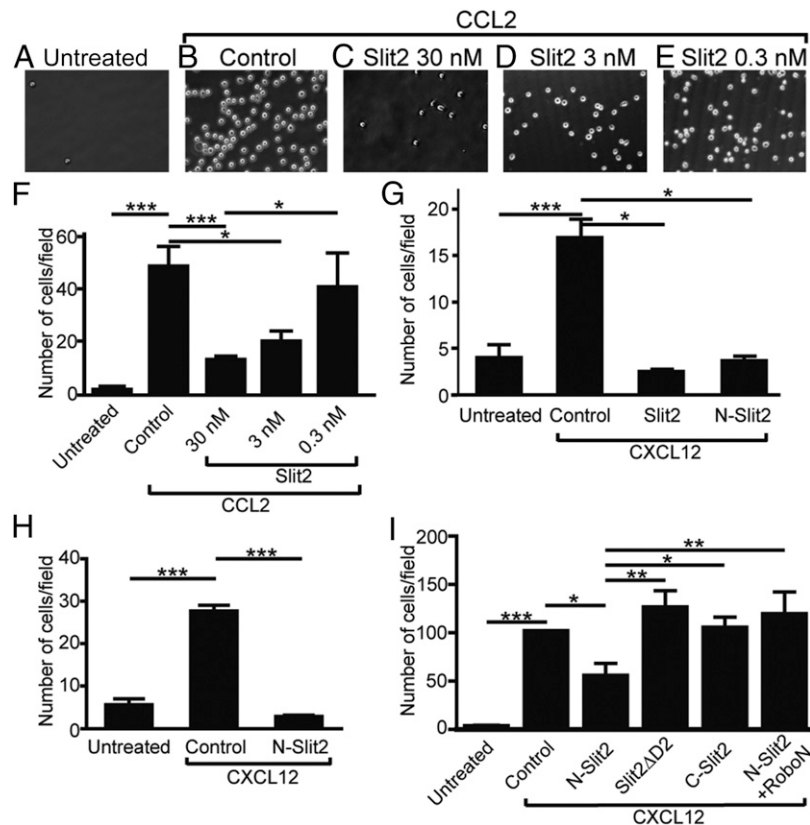 CCL2
A Untreated B Control C Slit2 30 nM D Slit2 3 nM E Slit2 0.3 nM
F
Number of cells/field
60
40
20
0
***
***
*
*
Untreated
Control
30 nM
3 nM
0.3 nM
Slit2
CCL2
G
Number of cells/field
20
15
10
5
0
***
*
*
Untreated Control Slit2 N-Slit2
CXCL12
H
Number of cells/field
40
30
20
10
0
***
***
Untreated Control N-Slit2
CXCL12
I
Number of cells/field
200
150
100
50
0
***
*
**
*
**
Untreated
Control
N-Slit2
Slit2ΔD2
C-Slit2
N-Slit2
+RoboN
CXCL12